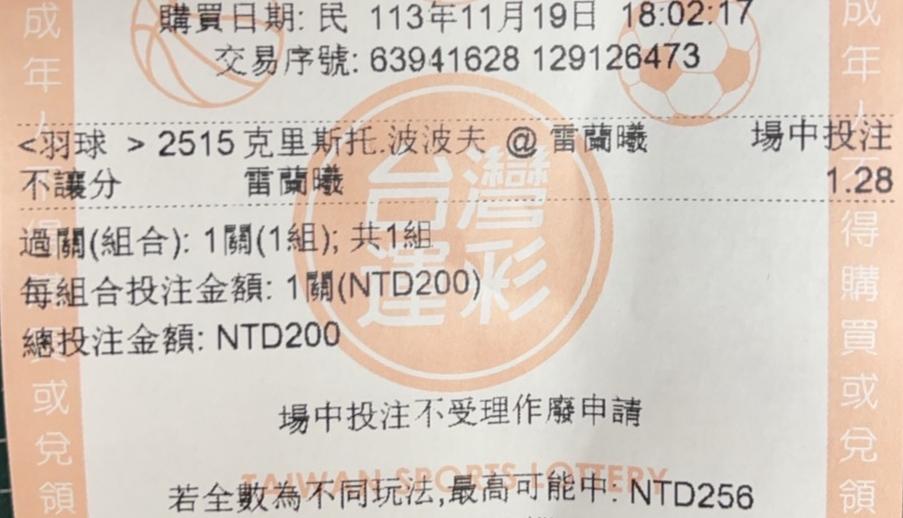 購買日期: 民 113年11月19日 18:02:17
交易序號: 63941628 129126473
<羽球 > 2515 克里斯托.波波夫 @ 雷蘭曦 場中投注
不讓分 雷蘭曦 1.28
過關(組合): 1關(1組); 共1組
每組合投注金額: 1關(NTD200)
總投注金額: NTD200
場中投注不受理作廢申請
若全數為不同玩法,最高可能中: NTD256
台灣
運彩
TAIWAN SPORTS LOTTERY
成年人
或兌領
成年人不得購買或兌領